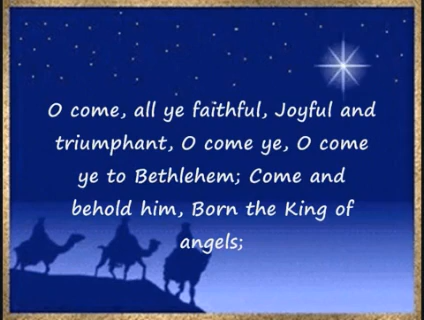 O come, all ye faithful, Joyful and
triumphant, O come ye, O come
ye to Bethlehem; Come and
behold him, Born the King of
angels;